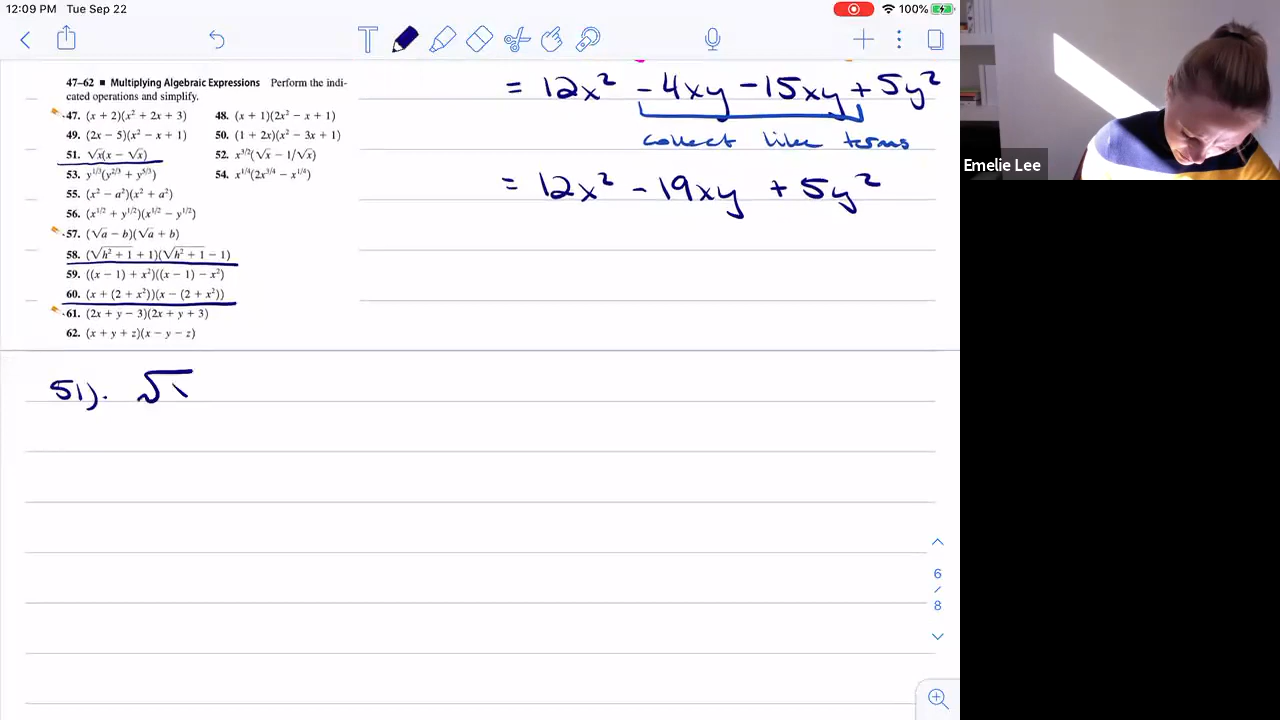 12:09 PM Tue Sep 22
100%
T
47–62 ■ Multiplying Algebraic Expressions Perform the indi-
cated operations and simplify.
47. (x + 2)(x² + 2x + 3) 48. (x + 1)(2x² − x + 1)
49. (2x − 5)(x² − x + 1) 50. (1 + 2x)(x² − 3x + 1)
51. √x(x − √x) 52. x^{3/2}(√x − 1/√x)
53. y^{1/3}(y^{2/3} + y^{5/3}) 54. x^{1/4}(2x^{3/4} − x^{1/4})
55. (x² − a²)(x² + a²)
56. (x^{1/2} + y^{1/2})(x^{1/2} − y^{1/2})
57. (√a − b)(√a + b)
58. (√(h² + 1) + 1)(√(h² + 1) − 1)
59. ((x − 1) + x²)((x − 1) − x²)
60. (x + (2 + x²))(x − (2 + x²))
61. (2x + y − 3)(2x + y + 3)
62. (x + y + z)(x − y − z)
= 12x² − 4xy − 15xy + 5y²
collect like terms
= 12x² − 19xy + 5y²
51). √
6
/
8
Emelie Lee